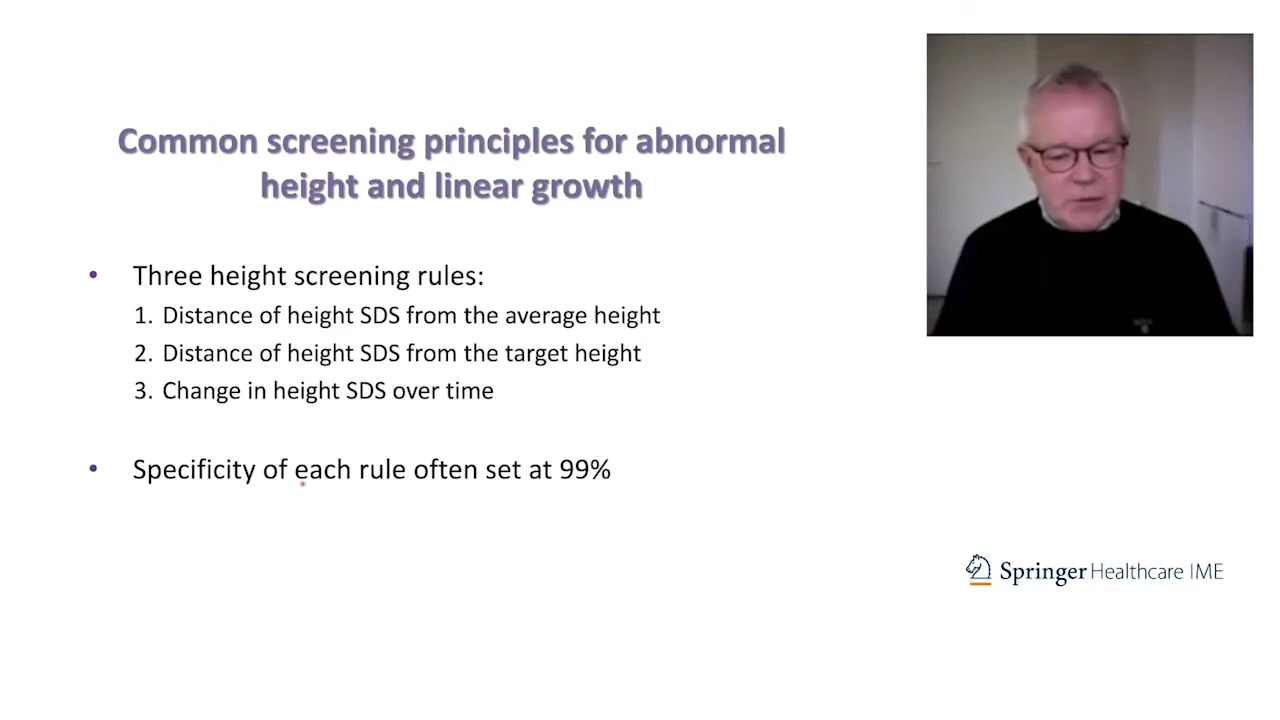 Common screening principles for abnormal
height and linear growth
• Three height screening rules:
1. Distance of height SDS from the average height
2. Distance of height SDS from the target height
3. Change in height SDS over time
• Specificity of each rule often set at 99%
Springer Healthcare IME